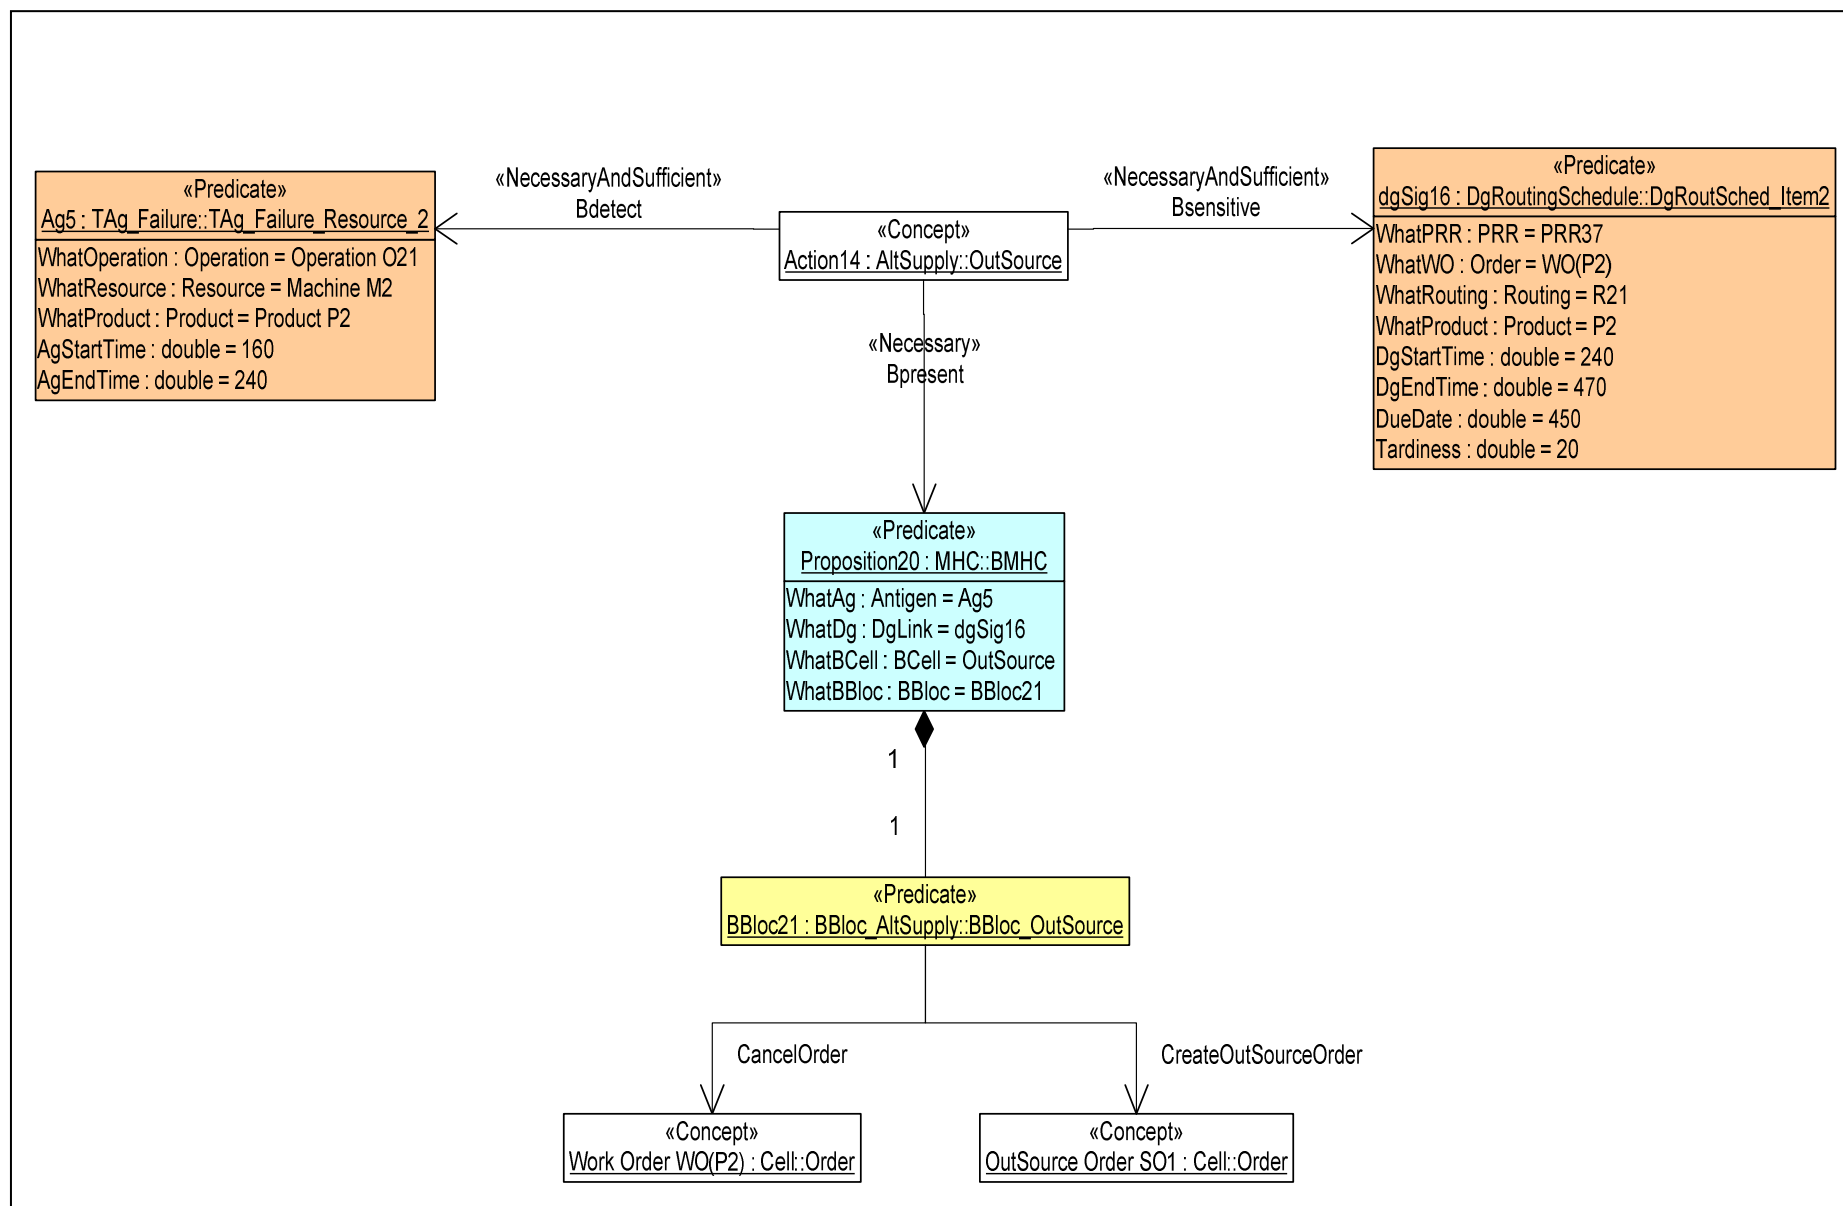 «Predicate»
Ag5 : TAg_Failure::TAg_Failure_Resource_2
WhatOperation : Operation = Operation O21
WhatResource : Resource = Machine M2
WhatProduct : Product = Product P2
AgStartTime : double = 160
AgEndTime : double = 240
«NecessaryAndSufficient»
Bdetect
«Concept»
Action14 : AltSupply::OutSource
«NecessaryAndSufficient»
Bsensitive
«Predicate»
dgSig16 : DgRoutingSchedule::DgRoutSched_Item2
WhatPRR : PRR = PRR37
WhatWO : Order = WO(P2)
WhatRouting : Routing = R21
WhatProduct : Product = P2
DgStartTime : double = 240
DgEndTime : double = 470
DueDate : double = 450
Tardiness : double = 20
«Necessary»
Bpresent
«Predicate»
Proposition20 : MHC::BMHC
WhatAg : Antigen = Ag5
WhatDg : DgLink = dgSig16
WhatBCell : BCell = OutSource
WhatBBloc : BBloc = BBloc21
1
1
«Predicate»
BBloc21 : BBloc_AltSupply::BBloc_OutSource
CancelOrder
CreateOutSourceOrder
«Concept»
Work Order WO(P2) : Cell::Order
«Concept»
OutSource Order SO1 : Cell::Order